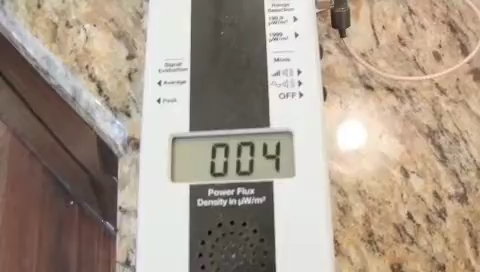 Range
Selection
199,9
µW/m²
1999
µW/m²
Signal
Evaluation
Average
Peak
Mode
OFF
004
Power Flux
Density in µW/m²